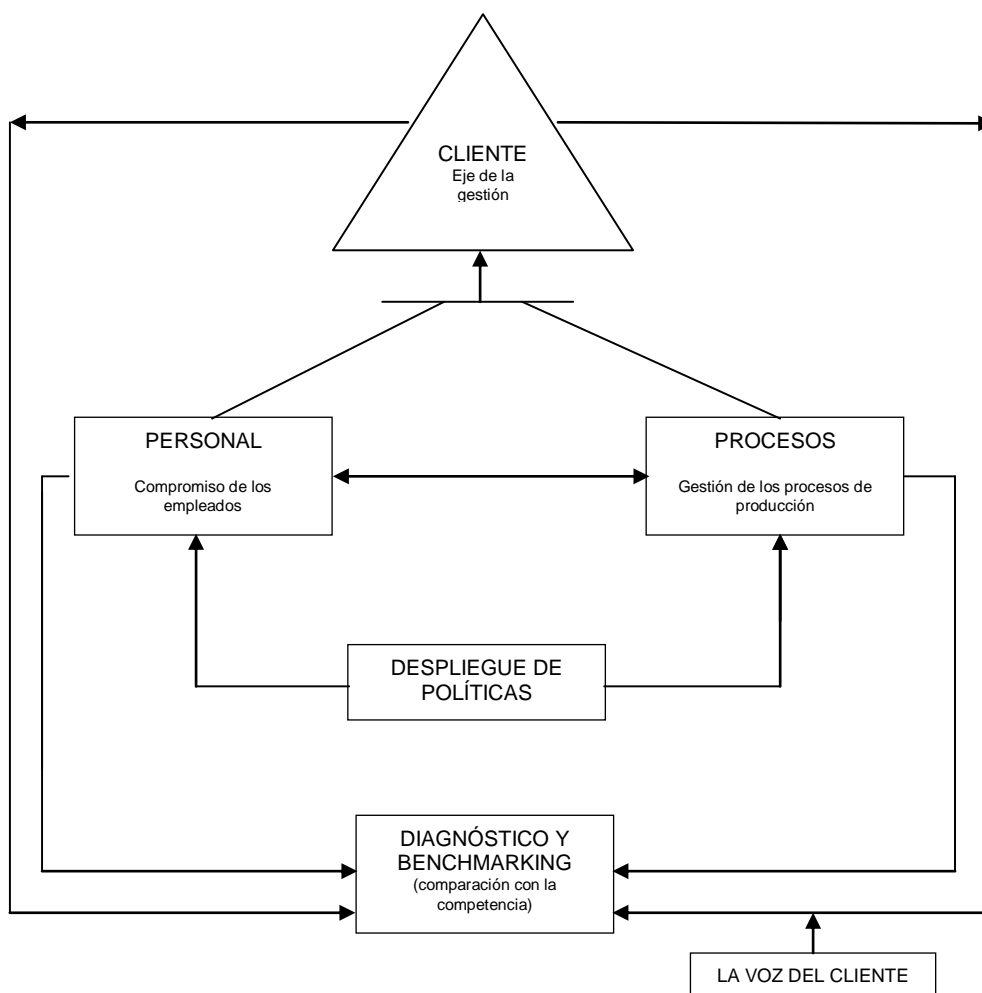 CLIENTE
Eje de la
gestión
PERSONAL
Compromiso de los
empleados
PROCESOS
Gestión de los procesos de
producción
DESPLIEGUE DE
POLÍTICAS
DIAGNÓSTICO Y
BENCHMARKING
(comparación con la
competencia)
LA VOZ DEL CLIENTE